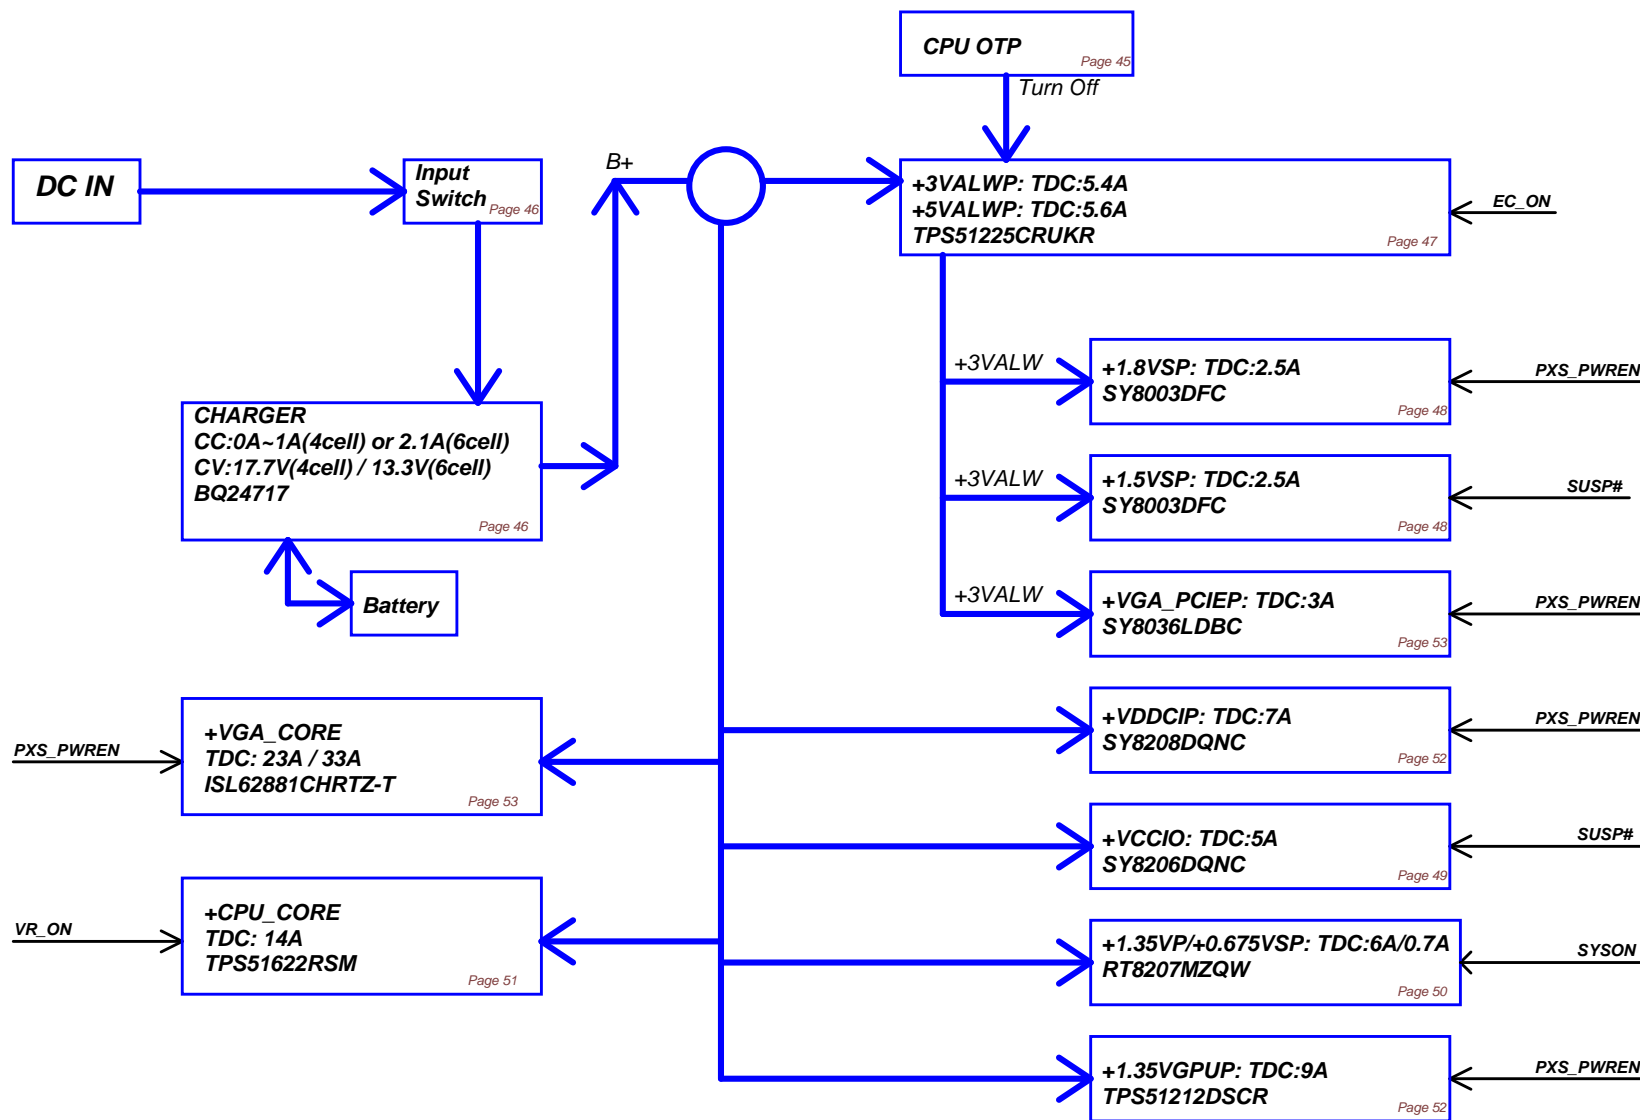 CPU OTP
Page 45
Turn Off
DC IN
Input
Switch
Page 46
B+
+3VALWP: TDC:5.4A
+5VALWP: TDC:5.6A
TPS51225CRUKR
Page 47
EC_ON
+3VALW
+1.8VSP: TDC:2.5A
SY8003DFC
Page 48
PXS_PWREN
CHARGER
CC:0A~1A(4cell) or 2.1A(6cell)
CV:17.7V(4cell) / 13.3V(6cell)
BQ24717
Page 46
+3VALW
+1.5VSP: TDC:2.5A
SY8003DFC
Page 48
SUSP#
Battery
+3VALW
+VGA_PCIEP: TDC:3A
SY8036LDBC
Page 53
PXS_PWREN
PXS_PWREN
+VGA_CORE
TDC: 23A / 33A
ISL62881CHRTZ-T
Page 53
+VDDCIP: TDC:7A
SY8208DQNC
Page 52
PXS_PWREN
+VCCIO: TDC:5A
SY8206DQNC
Page 49
SUSP#
VR_ON
+CPU_CORE
TDC: 14A
TPS51622RSM
Page 51
+1.35VP/+0.675VSP: TDC:6A/0.7A
RT8207MZQW
Page 50
SYSON
+1.35VGPUP: TDC:9A
TPS51212DSCR
Page 52
PXS_PWREN